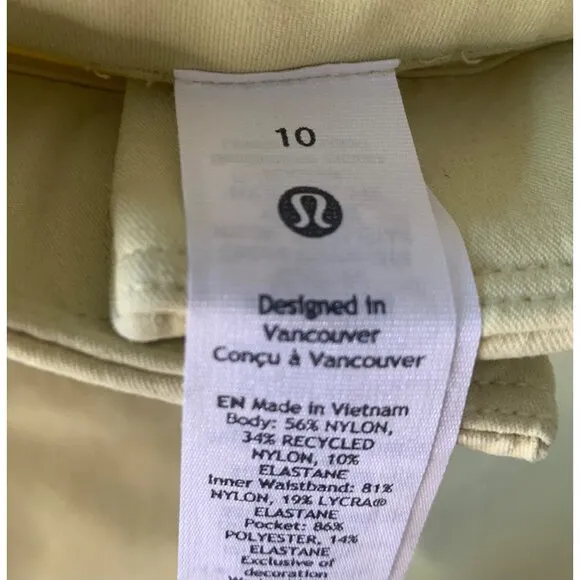 10
Designed in
Vancouver
Conçu à Vancouver
EN Made in Vietnam
Body: 56% NYLON,
34% RECYCLED
NYLON, 10%
ELASTANE
Inner Waistband: 81%
NYLON, 19% LYCRA®
ELASTANE
Pocket: 86%
POLYESTER, 14%
ELASTANE
Exclusive of
decoration